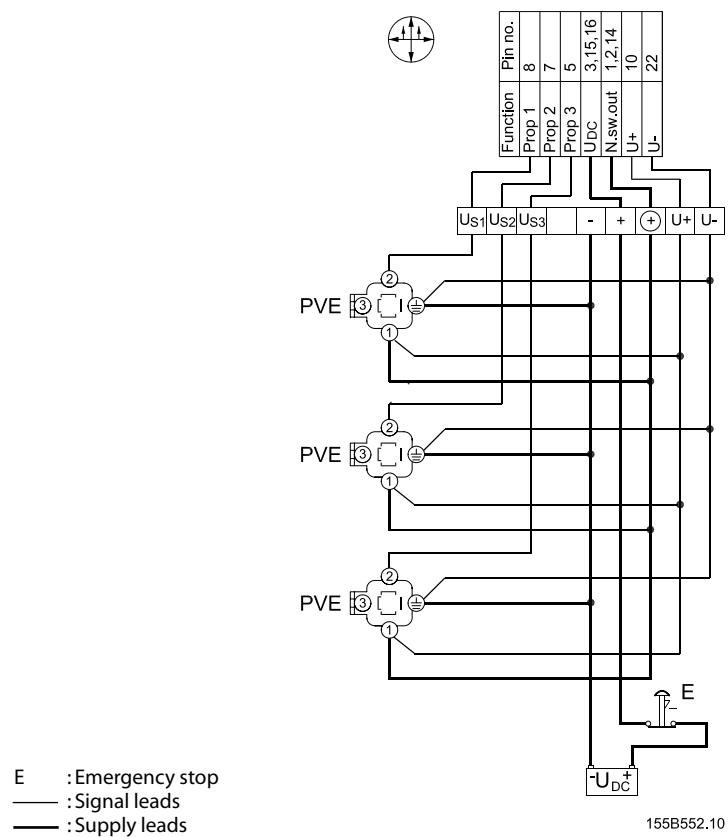 Function Pin no.
Prop 1 8
Prop 2 7
Prop 3 5
UDC 3,15,16
N.sw.out 1,2,14
U+ 10
U- 22
US1 US2 US3 - + + U+ U-
2
PVE 3
1
2
PVE 3
1
2
PVE 3
1
E
- UDC +
E : Emergency stop
: Signal leads
: Supply leads
155B552.10